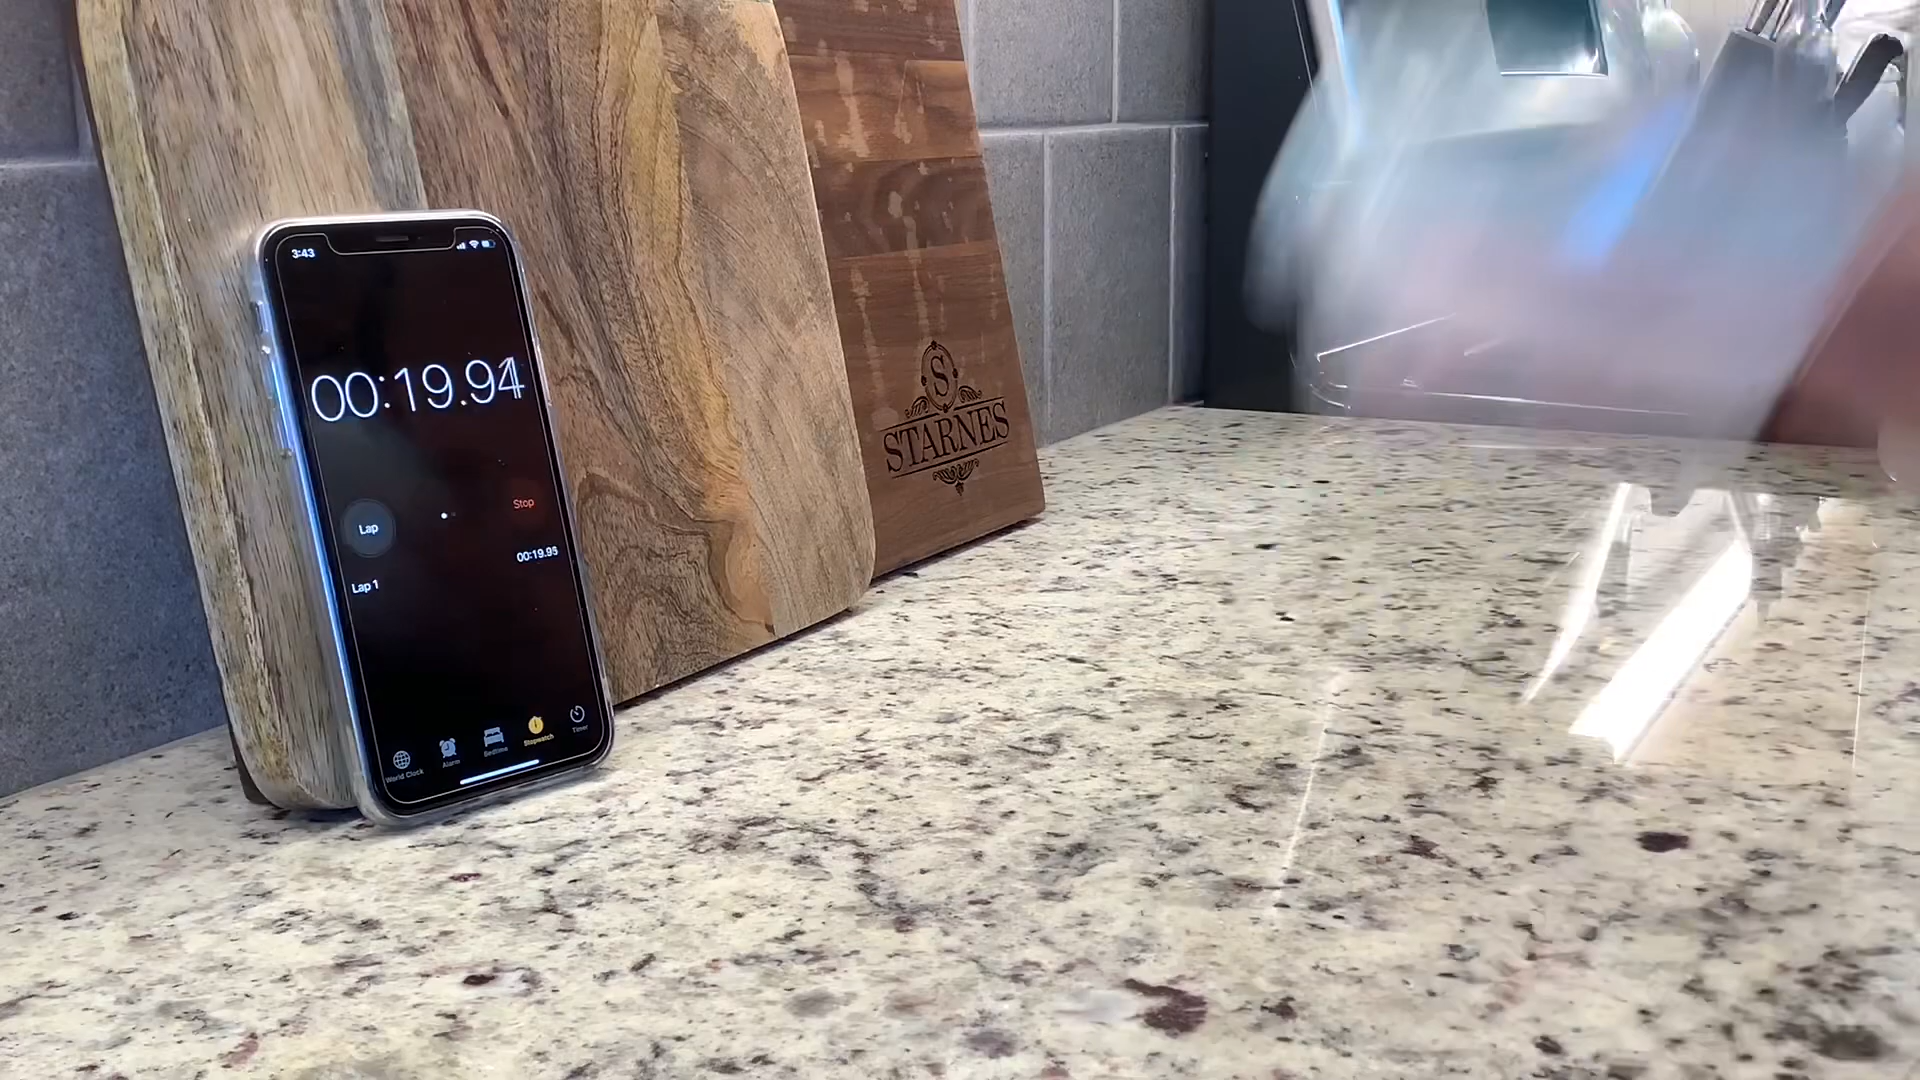 3:43
00:19.94
Lap
Stop
Lap 1
00:19.95
World Clock
Alarm
Bedtime
Stopwatch
Timer
S
STARNES